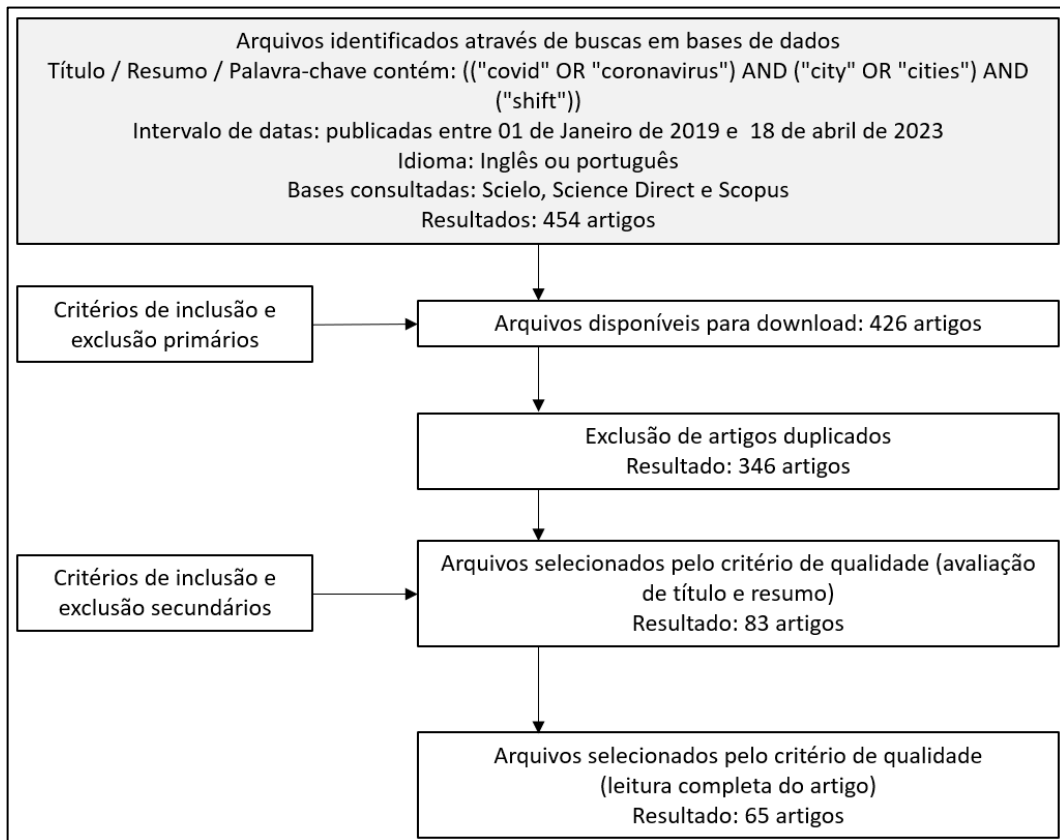 Arquivos identificados através de buscas em bases de dados
Título / Resumo / Palavra-chave contém: (("covid" OR "coronavirus") AND ("city" OR "cities") AND
("shift"))
Intervalo de datas: publicadas entre 01 de Janeiro de 2019 e 18 de abril de 2023
Idioma: Inglês ou português
Bases consultadas: Scielo, Science Direct e Scopus
Resultados: 454 artigos
Critérios de inclusão e
exclusão primários
Arquivos disponíveis para download: 426 artigos
Exclusão de artigos duplicados
Resultado: 346 artigos
Critérios de inclusão e
exclusão secundários
Arquivos selecionados pelo critério de qualidade (avaliação
de título e resumo)
Resultado: 83 artigos
Arquivos selecionados pelo critério de qualidade
(leitura completa do artigo)
Resultado: 65 artigos